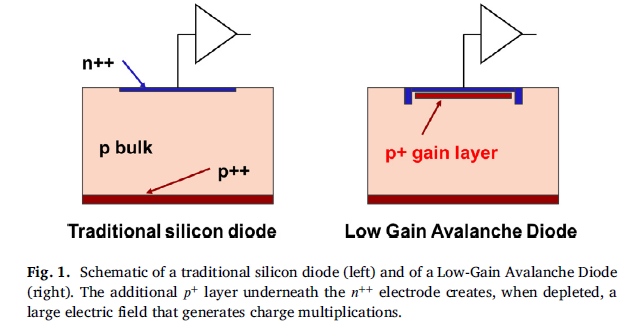 n++
p bulk
p++
p+ gain layer
Traditional silicon diode
Low Gain Avalanche Diode
Fig. 1. Schematic of a traditional silicon diode (left) and of a Low-Gain Avalanche Diode
(right). The additional p+ layer underneath the n++ electrode creates, when depleted, a
large electric field that generates charge multiplications.